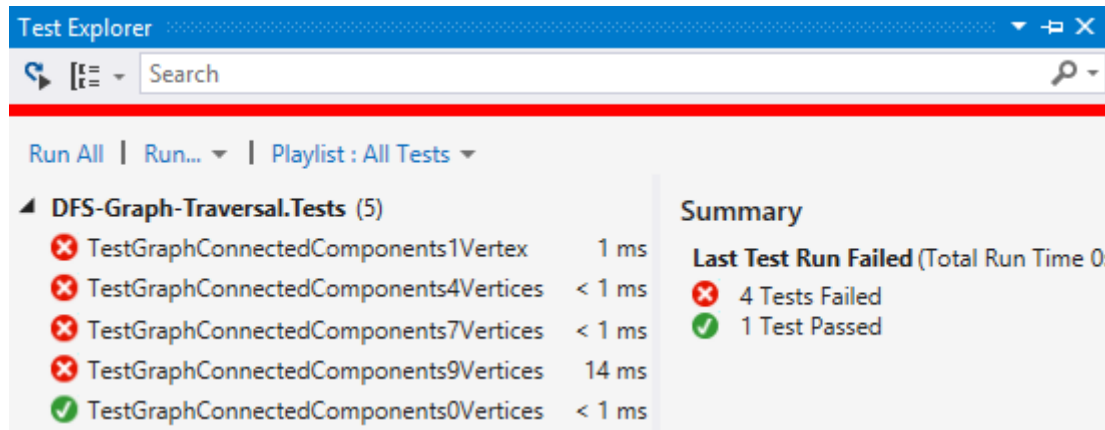 Test Explorer
Search
Run All | Run... | Playlist : All Tests
DFS-Graph-Traversal.Tests (5)
TestGraphConnectedComponents1Vertex 1 ms
TestGraphConnectedComponents4Vertices < 1 ms
TestGraphConnectedComponents7Vertices < 1 ms
TestGraphConnectedComponents9Vertices 14 ms
TestGraphConnectedComponents0Vertices < 1 ms
Summary
Last Test Run Failed (Total Run Time 0:
4 Tests Failed
1 Test Passed